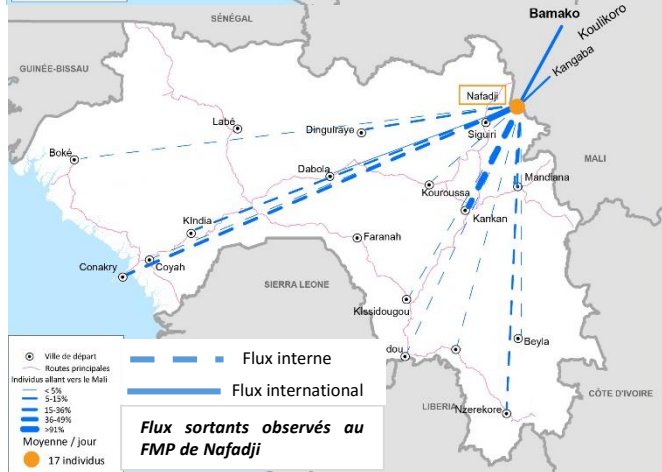 SÉNÉGAL
Bamako
Koulikoro
GUINÉE-BISSAU
Kangaba
Nafadji
Labé
Dinguiraye
Siguiri
Boké
MALI
Dabola
Kouroussa
Mandiana
Kankan
Kindia
Faranah
Conakry
Coyah
SIERRA LEONE
Kissidougou
dou
Beyla
LIBERIA
Nzerekore
CÔTE D'IVOIRE
Ville de départ
Routes principales
Individus allant vers le Mali
< 5%
5-15%
15-36%
36-49%
>91%
Moyenne / jour
17 individus
Flux interne
Flux international
Flux sortants observés au
FMP de Nafadji